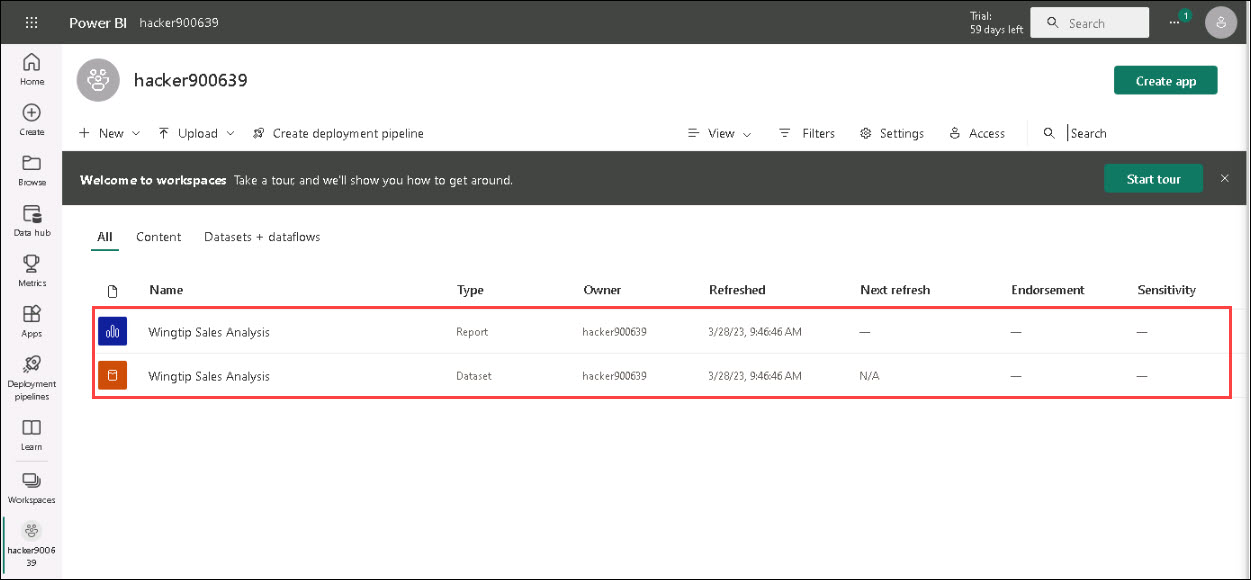 Power BI hacker900639
Trial:
59 days left
Search
1
Home
Create
Browse
Data hub
Metrics
Apps
Deployment
pipelines
Learn
Workspaces
hacker9006
39
hacker900639
Create app
New Upload Create deployment pipeline View Filters Settings Access Search
Welcome to workspaces Take a tour, and we'll show you how to get around. Start tour
All Content Datasets + dataflows
Name Type Owner Refreshed Next refresh Endorsement Sensitivity
Wingtip Sales Analysis Report hacker900639 3/28/23, 9:46:46 AM — — —
Wingtip Sales Analysis Dataset hacker900639 3/28/23, 9:46:46 AM N/A — —